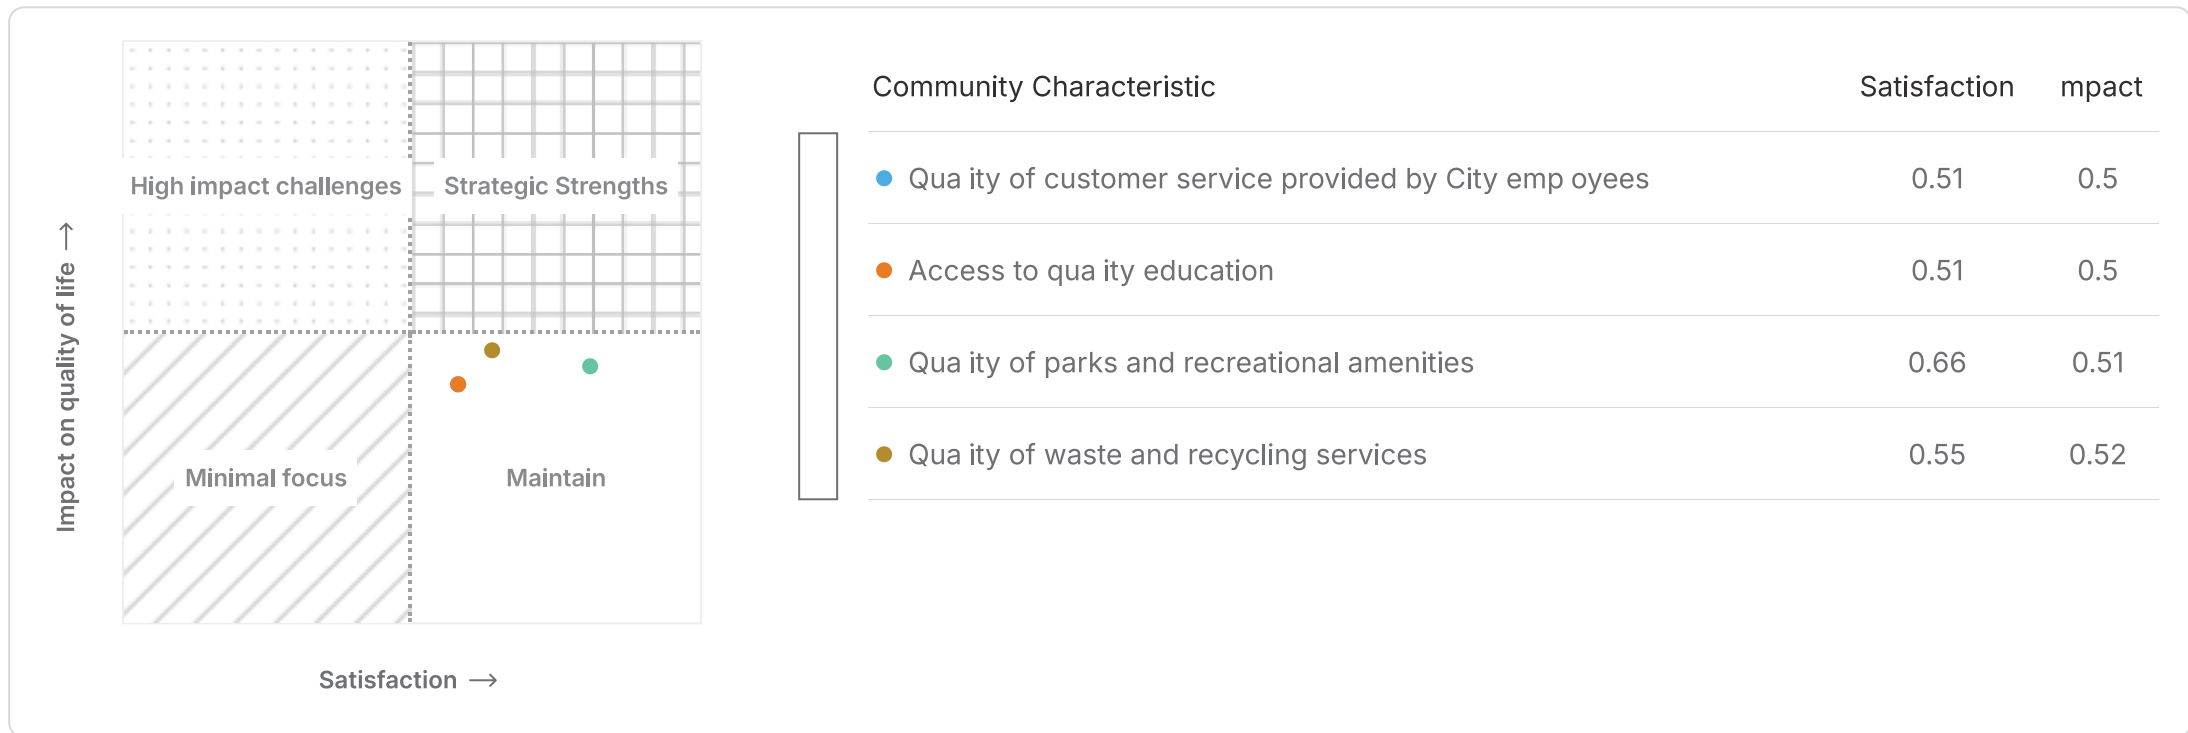 High impact challenges
Strategic Strengths
Minimal focus
Maintain
Impact on quality of life →
Satisfaction →
Community Characteristic Satisfaction mpact
Qua ity of customer service provided by City emp oyees 0.51 0.5
Access to qua ity education 0.51 0.5
Qua ity of parks and recreational amenities 0.66 0.51
Qua ity of waste and recycling services 0.55 0.52